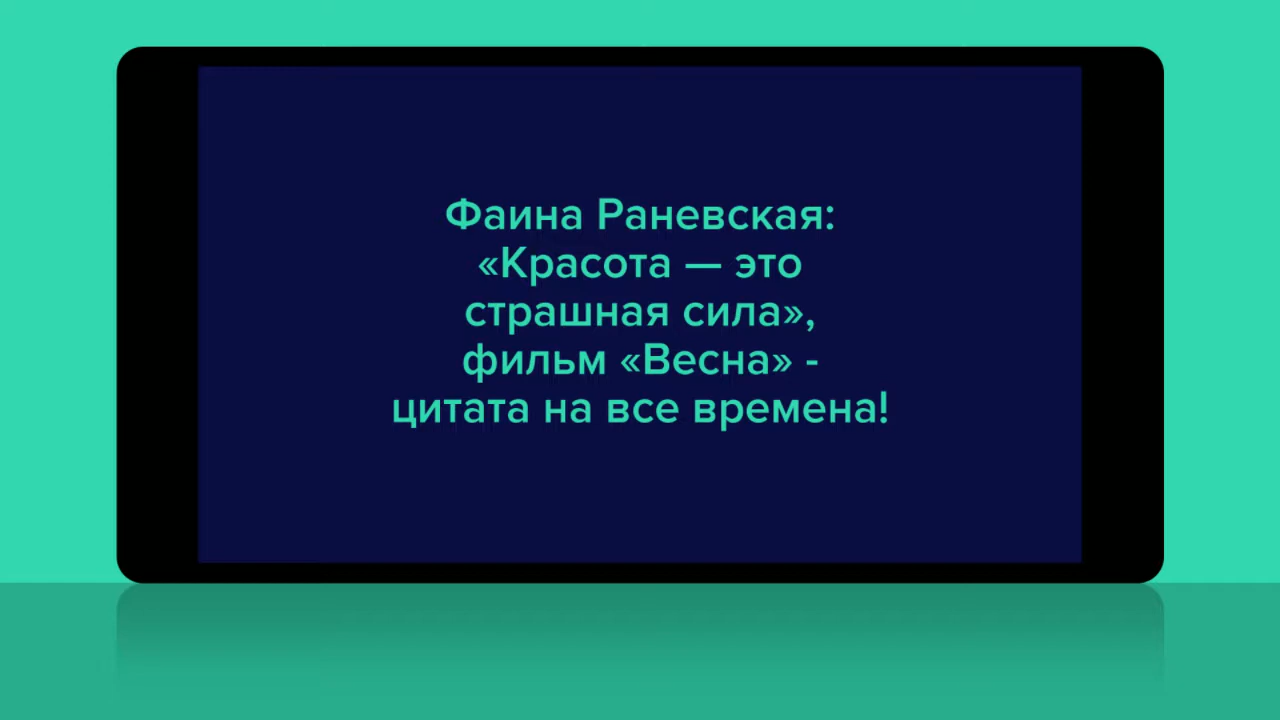 Фаина Раневская:
«Красота — это
страшная сила»,
фильм «Весна» -
цитата на все времена!